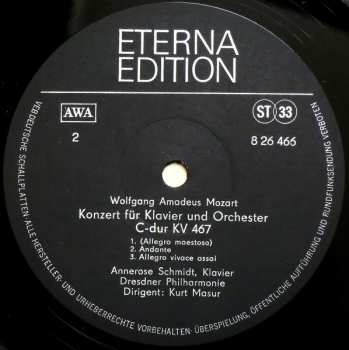 ETERNA
EDITION
AWA
ST 33
2
8 26 466
Wolfgang Amadeus Mozart
Konzert für Klavier und Orchester
C-dur KV 467
1. (Allegro maestoso)
2. Andante
3. Allegro vivace assai
Annerose Schmidt, Klavier
Dresdner Philharmonie
Dirigent: Kurt Masur
VEB DEUTSCHE SCHALLPLATTEN · ALLE HERSTELLER- UND URHEBERRECHTE VORBEHALTEN · ÜBERSPIELUNG, ÖFFENTLICHE AUFFÜHRUNG UND RUNDFUNKSENDUNG VERBOTEN